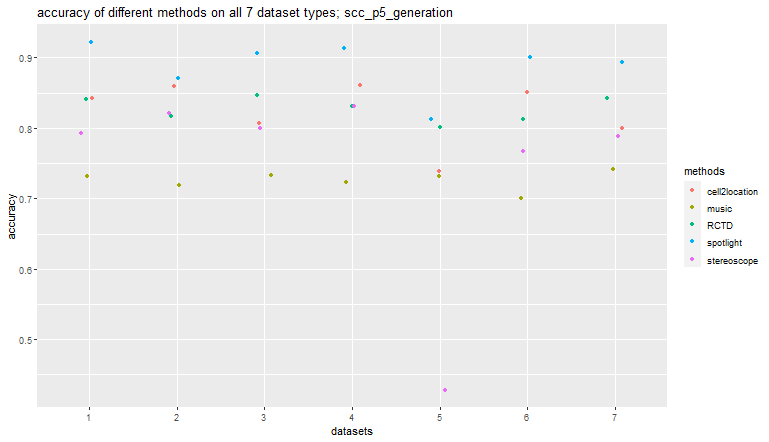 accuracy of different methods on all 7 dataset types; scc_p5_generation
0.9
0.8
0.7
0.6
0.5
accuracy
1 2 3 4 5 6 7
datasets
methods
cell2location
music
RCTD
spotlight
stereoscope